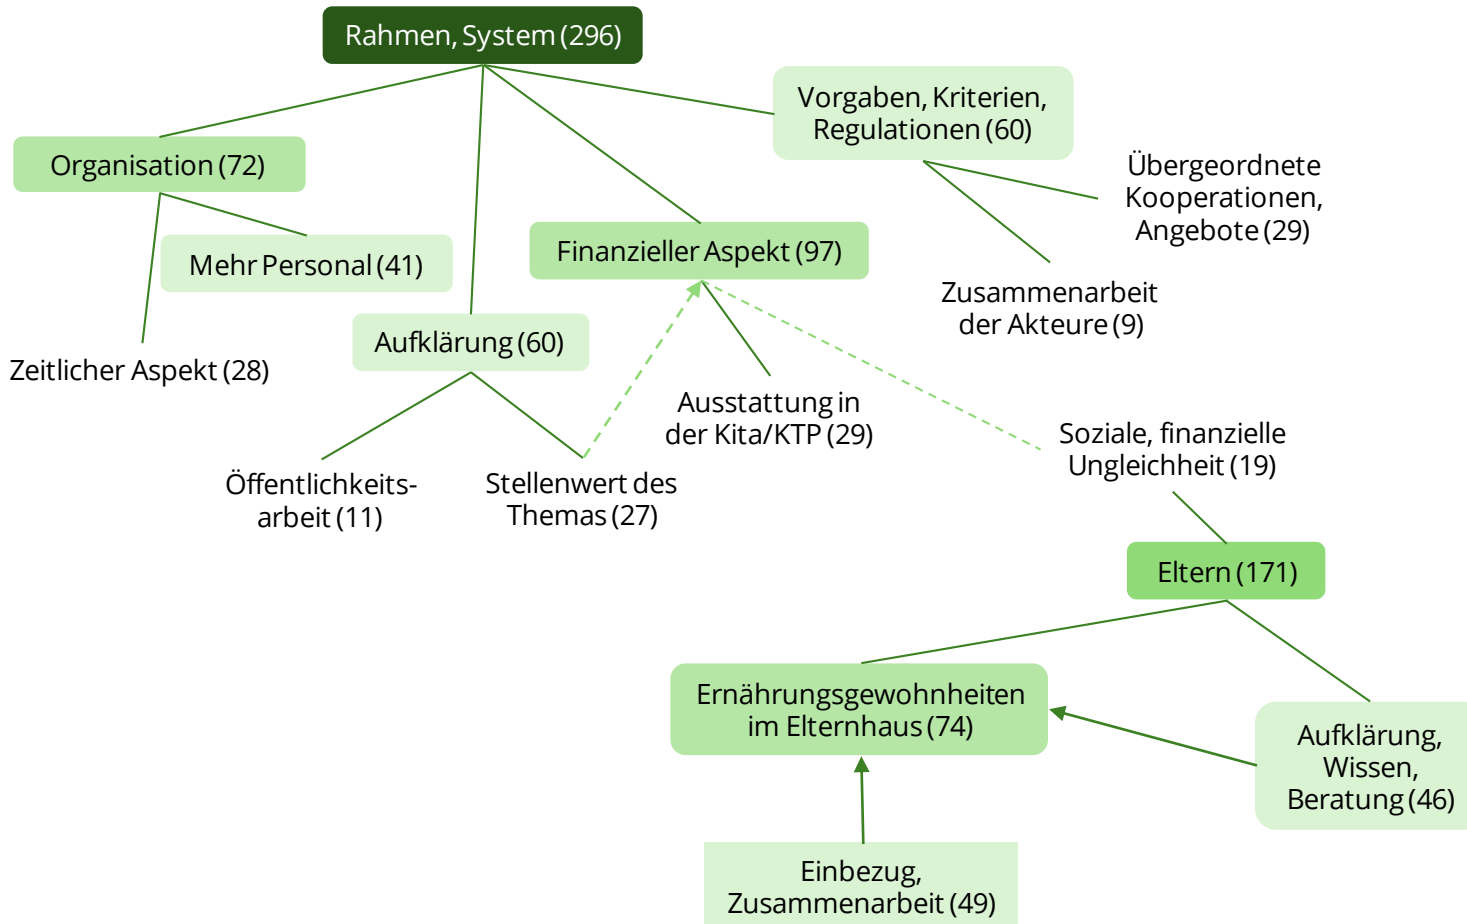 Rahmen, System (296)
Vorgaben, Kriterien,
Regulationen (60)
Organisation (72)
Übergeordnete
Kooperationen,
Angebote (29)
Mehr Personal (41)
Finanzieller Aspekt (97)
Zusammenarbeit
der Akteure (9)
Aufklärung (60)
Zeitlicher Aspekt (28)
Ausstattung in
der Kita/KTP (29)
Soziale, finanzielle
Ungleichheit (19)
Öffentlichkeits-
arbeit (11)
Stellenwert des
Themas (27)
Eltern (171)
Ernährungsgewohnheiten
im Elternhaus (74)
Aufklärung,
Wissen,
Beratung (46)
Einbezug,
Zusammenarbeit (49)